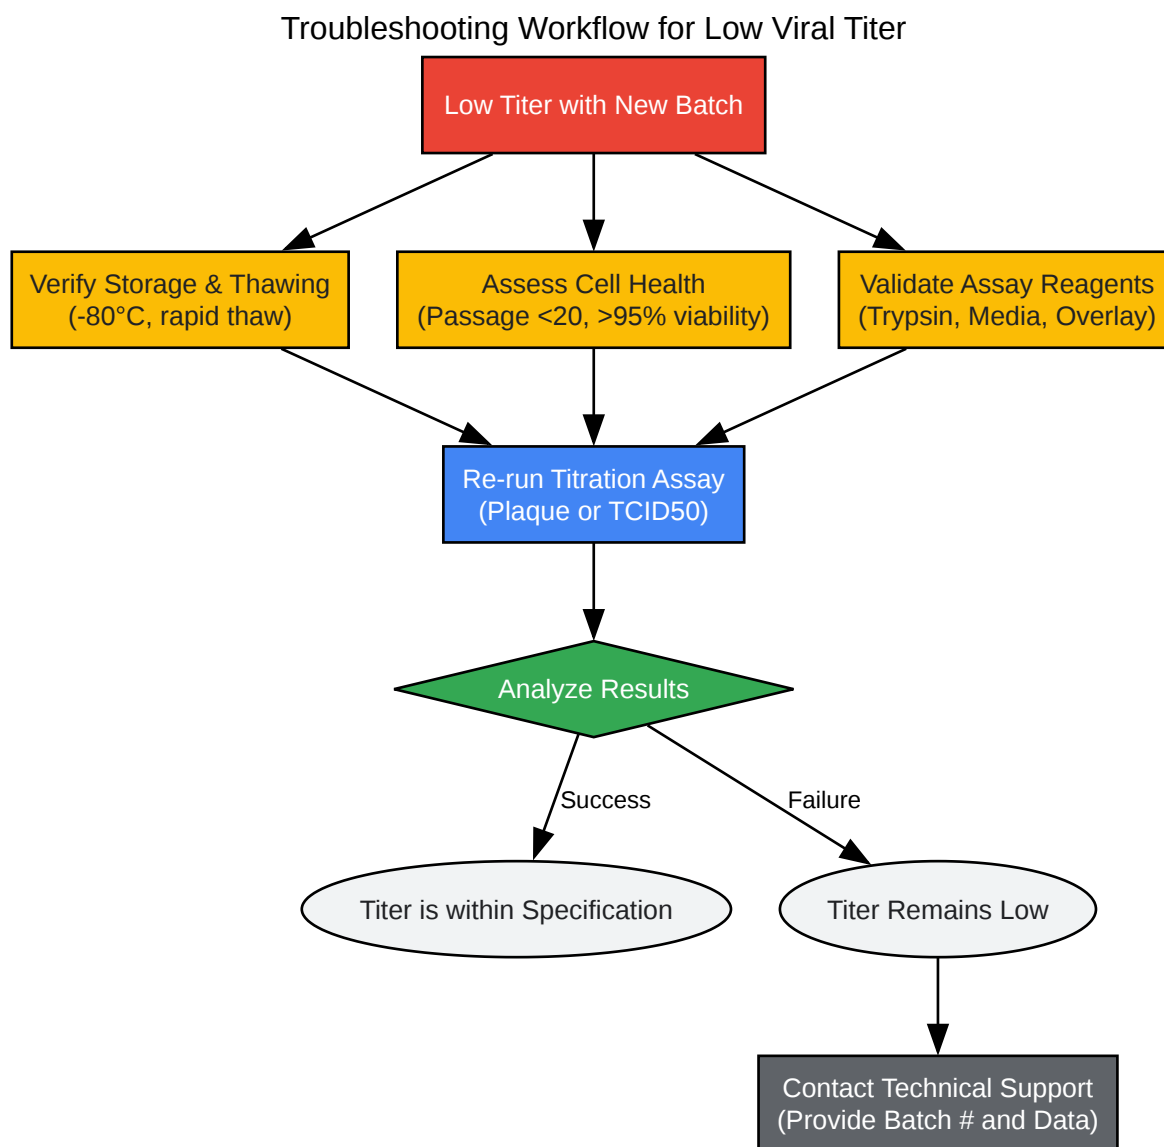 Troubleshooting Workflow for Low Viral Titer
Low Titer with New Batch
Verify Storage & Thawing
(-80°C, rapid thaw)
Assess Cell Health
(Passage <20, >95% viability)
Validate Assay Reagents
(Trypsin, Media, Overlay)
Re-run Titration Assay
(Plaque or TCID50)
Analyze Results
Success
Failure
Titer is within Specification
Titer Remains Low
Contact Technical Support
(Provide Batch # and Data)